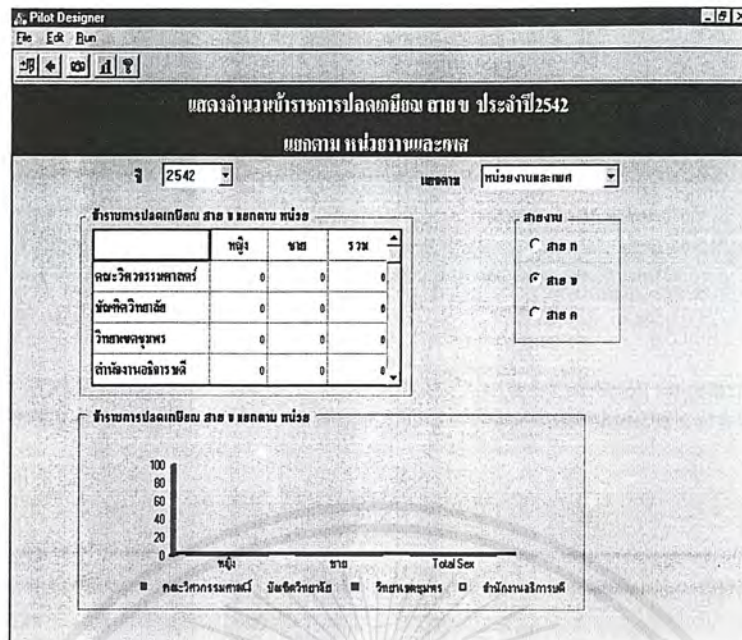 Pilot Designer
File Edit Run
แสดงจำนวนข้าราชการปลดเกษียณ สาย ข ประจำปี2542
แยกตาม หน่วยงานและเพศ
ปี 2542 แยกตาม หน่วยงานและเพศ
ข้าราชการปลดเกษียณ สาย ข แยกตาม หน่วย
หญิง ชาย รวม
คณะวิศวกรรมศาสตร์ 0 0 0
บัณฑิตวิทยาลัย 0 0 0
วิทยาเขตชุมพร 0 0 0
สำนักงานอธิการบดี 0 0 0
สายงาน
สาย ก
สาย ข
สาย ค
ข้าราชการปลดเกษียณ สาย ข แยกตาม หน่วย
100
80
60
40
20
0
หญิง ชาย Total Sex
คณะวิศวกรรมศาสตร์ บัณฑิตวิทยาลัย วิทยาเขตชุมพร สำนักงานอธิการบดี